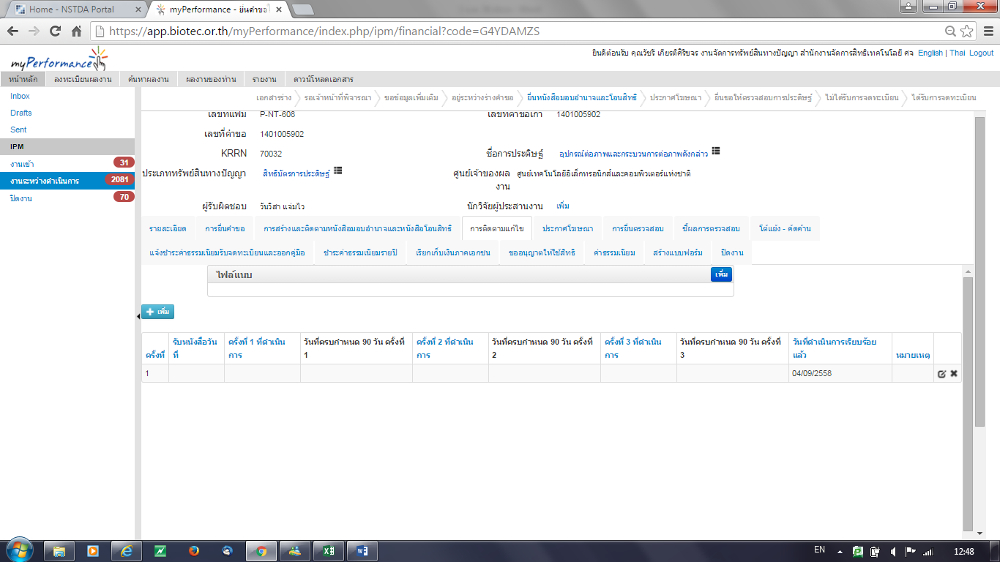 Home - NSTDA Portal
myPerformance - ยื่นคำขอ
https://app.biotec.or.th/myPerformance/index.php/ipm/financial?code=G4YDAMZS
myPerformance
ยินดีต้อนรับ คุณวัชรี เกียรติ์ศิริขจร งานจัดการทรัพย์สินทางปัญญา สำนักงานจัดการสิทธิเทคโนโลยี ศจ English | Thai Logout
หน้าหลัก ลงทะเบียนผลงาน ค้นหาผลงาน ผลงานของท่าน รายงาน ดาวน์โหลดเอกสาร
Inbox
Drafts
Sent
IPM
งานเข้า 31
งานระหว่างดำเนินการ 2081
ปิดงาน 70
เอกสารร่าง รอเจ้าหน้าที่พิจารณา ขอข้อมูลเพิ่มเติม อยู่ระหว่างร่างคำขอ ยื่นหนังสือมอบอำนาจและโอนสิทธิ์ ประกาศโฆษณา ยื่นขอให้ตรวจสอบการประดิษฐ์ ไม่ได้รับการจดทะเบียน ได้รับการจดทะเบียน
เลขที่แฟ้ม P-NT-608 เลขที่คำขอเก่า 1401005902
เลขที่คำขอ 1401005902
KRRN 70032 ชื่อการประดิษฐ์ อุปกรณ์ต่อภาพและกระบวนการต่อภาพดังกล่าว
ประเภททรัพย์สินทางปัญญา สิทธิบัตรการประดิษฐ์ ศูนย์เจ้าของผลงาน ศูนย์เทคโนโลยีอิเล็กทรอนิกส์และคอมพิวเตอร์แห่งชาติ
ผู้รับผิดชอบ วันวิสา แจ่มไว นักวิจัยผู้ประสานงาน เพิ่ม
รายละเอียด การยื่นคำขอ การสร้างและติดตามหนังสือมอบอำนาจและหนังสือโอนสิทธิ การติดตามแก้ไข ประกาศโฆษณา การยื่นตรวจสอบ ชี้ผลการตรวจสอบ โต้แย้ง - คัดค้าน
แจ้งชำระค่าธรรมเนียมรับจดทะเบียนและออกคู่มือ ชำระค่าธรรมเนียมรายปี เรียกเก็บเงินภาคเอกชน ขออนุญาตให้ใช้สิทธิ ค่าธรรมเนียม สร้างแบบฟอร์ม ปิดงาน
ไฟล์แนบ เพิ่ม
เพิ่ม
ครั้งที่ รับหนังสือวันที่ ครั้งที่ 1 ที่ดำเนินการ วันที่ครบกำหนด 90 วัน ครั้งที่ 1 ครั้งที่ 2 ที่ดำเนินการ วันที่ครบกำหนด 90 วัน ครั้งที่ 2 ครั้งที่ 3 ที่ดำเนินการ วันที่ครบกำหนด 90 วัน ครั้งที่ 3 วันที่ดำเนินการเรียบร้อยแล้ว หมายเหตุ
1 04/09/2558
EN 12:48